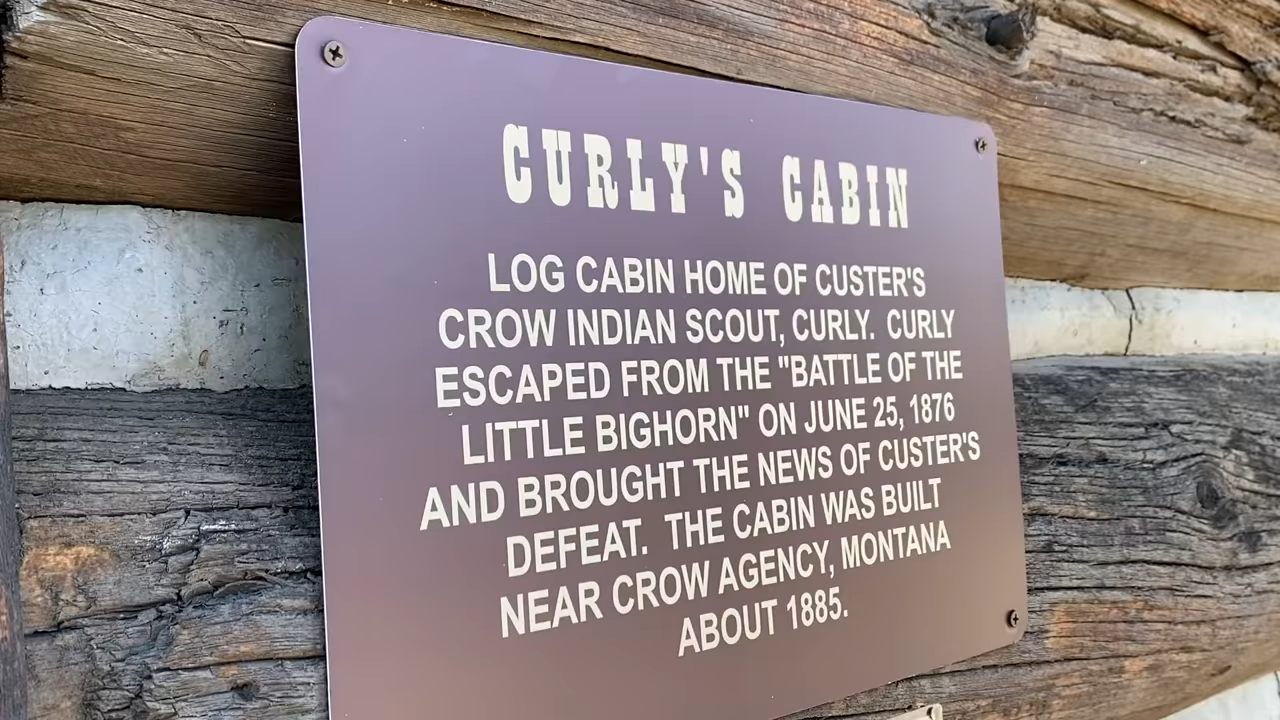 CURLY'S CABIN
LOG CABIN HOME OF CUSTER'S
CROW INDIAN SCOUT, CURLY. CURLY
ESCAPED FROM THE "BATTLE OF THE
LITTLE BIGHORN" ON JUNE 25, 1876
AND BROUGHT THE NEWS OF CUSTER'S
DEFEAT. THE CABIN WAS BUILT
NEAR CROW AGENCY, MONTANA
ABOUT 1885.